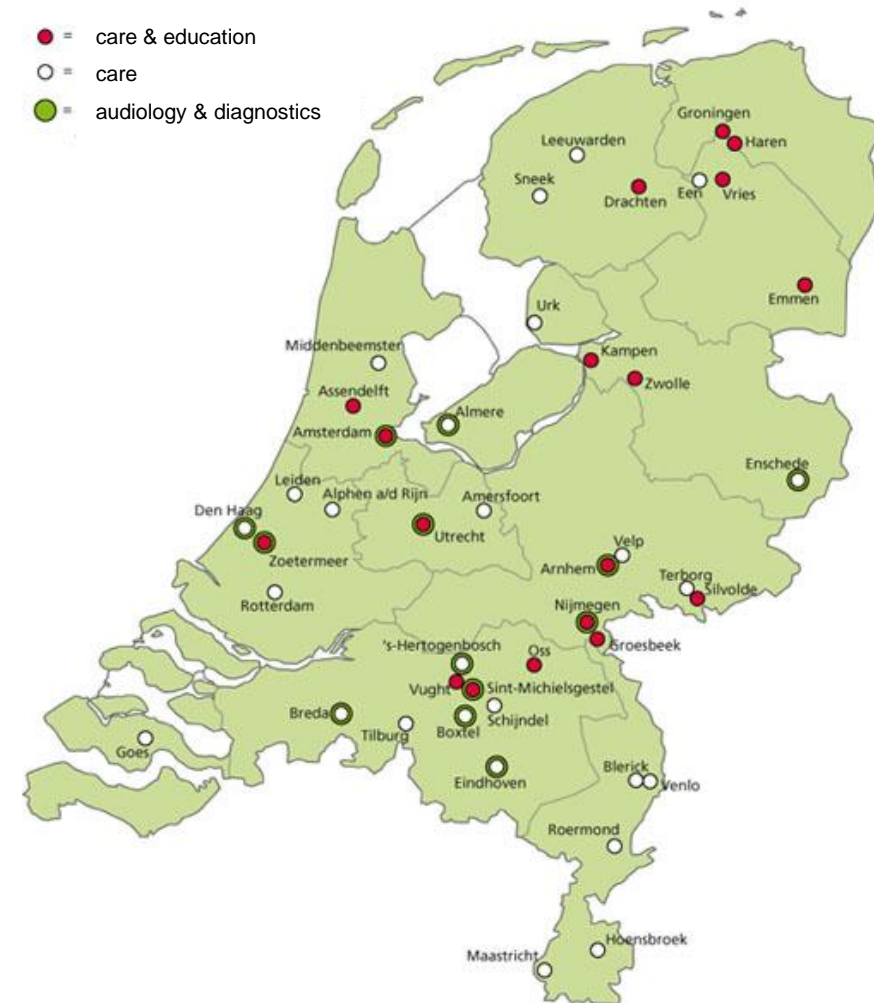 = care & education
= care
= audiology & diagnostics
Groningen
Haren
Leeuwarden
Sneek
Drachten
Een
Vries
Emmen
Urk
Middenbeemster
Kampen
Assendelft
Zwolle
Almere
Amsterdam
Enschede
Leiden
Alphen a/d Rijn
Amersfoort
Den Haag
Utrecht
Zoetermeer
Velp
Arnhem
Terborg
Silvolde
Rotterdam
Nijmegen
Groesbeek
's-Hertogenbosch
Oss
Vught
Sint-Michielsgestel
Breda
Schijndel
Tilburg
Boxtel
Goes
Eindhoven
Blerick
Venlo
Roermond
Hoensbroek
Maastricht